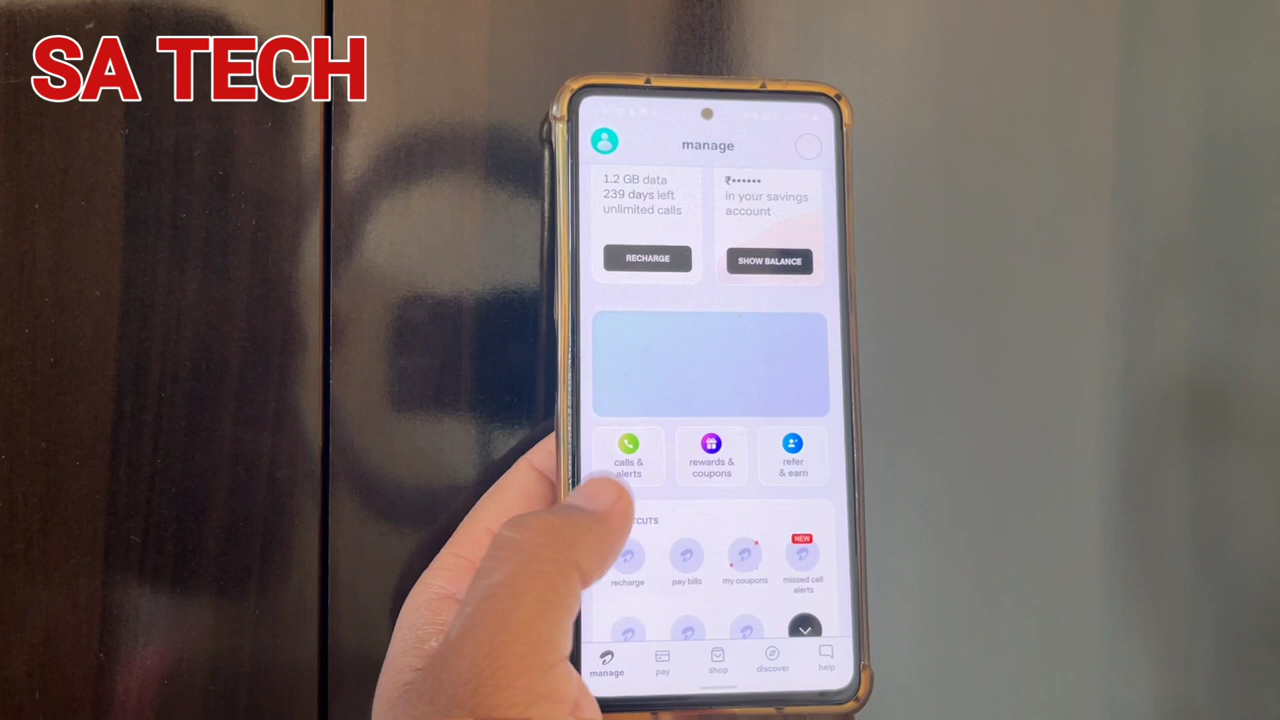 SA TECH
manage
1.2 GB data
239 days left
unlimited calls
RECHARGE
₹••••••
in your savings
account
SHOW BALANCE
calls &
alerts
rewards &
coupons
refer
& earn
TCUTS
recharge
pay bills
my coupons
NEW
missed call
alerts
manage
pay
shop
discover
help